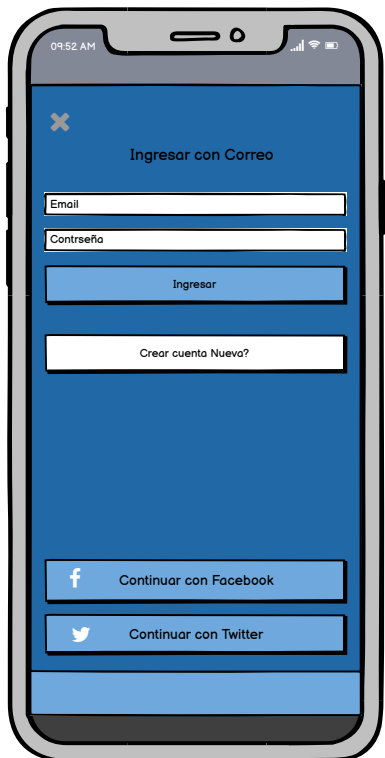 09:52 AM
Ingresar con Correo
Email
Contrseña
Ingresar
Crear cuenta Nueva?
Continuar con Facebook
Continuar con Twitter